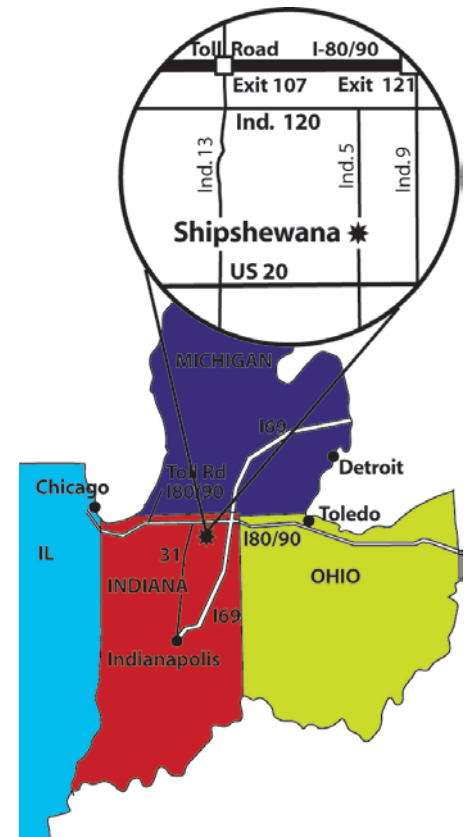 Toll Road I-80/90
Exit 107 Exit 121
Ind. 120
Ind. 13
Ind. 5
Ind. 9
Shipshewana
US 20
MICHIGAN
I69
Detroit
Toll Rd
I80/90
Chicago
Toledo
IL
31
I80/90
INDIANA
OHIO
I69
Indianapolis